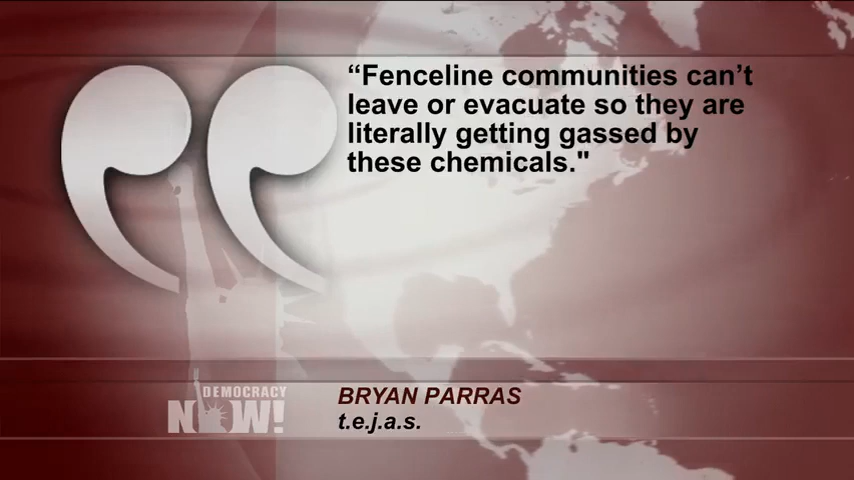 “Fenceline communities can’t
leave or evacuate so they are
literally getting gassed by
these chemicals."
DEMOCRACY
NOW!
BRYAN PARRAS
t.e.j.a.s.